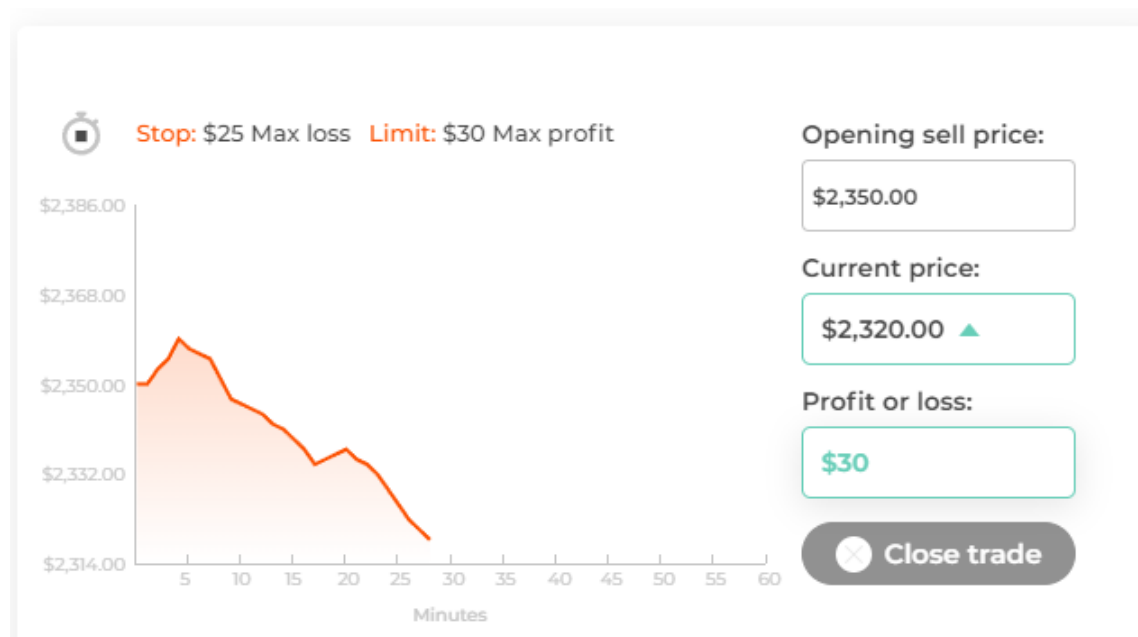 Stop: $25 Max loss Limit: $30 Max profit
Opening sell price:
$2,350.00
Current price:
$2,320.00
Profit or loss:
$30
Close trade
$2,386.00
$2,368.00
$2,350.00
$2,332.00
$2,314.00
5 10 15 20 25 30 35 40 45 50 55 60
Minutes